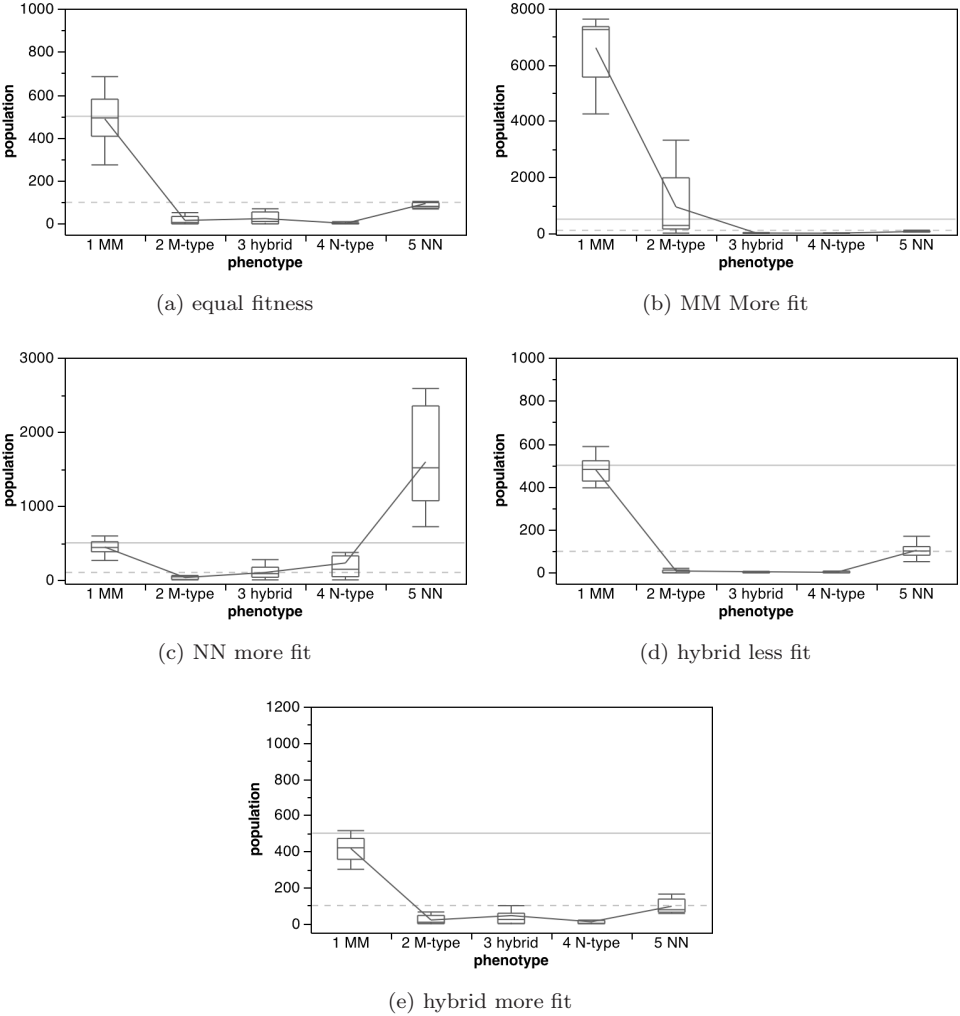 1000
800
600
400
200
0
population
1 MM 2 M-type 3 hybrid 4 N-type 5 NN
phenotype
(a) equal fitness
8000
6000
4000
2000
0
population
1 MM 2 M-type 3 hybrid 4 N-type 5 NN
phenotype
(b) MM More fit
3000
2000
1000
0
population
1 MM 2 M-type 3 hybrid 4 N-type 5 NN
phenotype
(c) NN more fit
1000
800
600
400
200
0
population
1 MM 2 M-type 3 hybrid 4 N-type 5 NN
phenotype
(d) hybrid less fit
1200
1000
800
600
400
200
0
population
1 MM 2 M-type 3 hybrid 4 N-type 5 NN
phenotype
(e) hybrid more fit